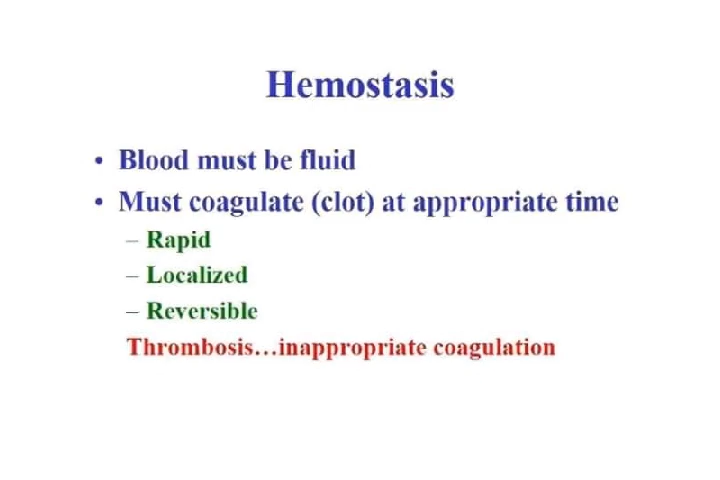 Hemostasis
• Blood must be fluid
• Must coagulate (clot) at appropriate time
– Rapid
– Localized
– Reversible
Thrombosis…inappropriate coagulation